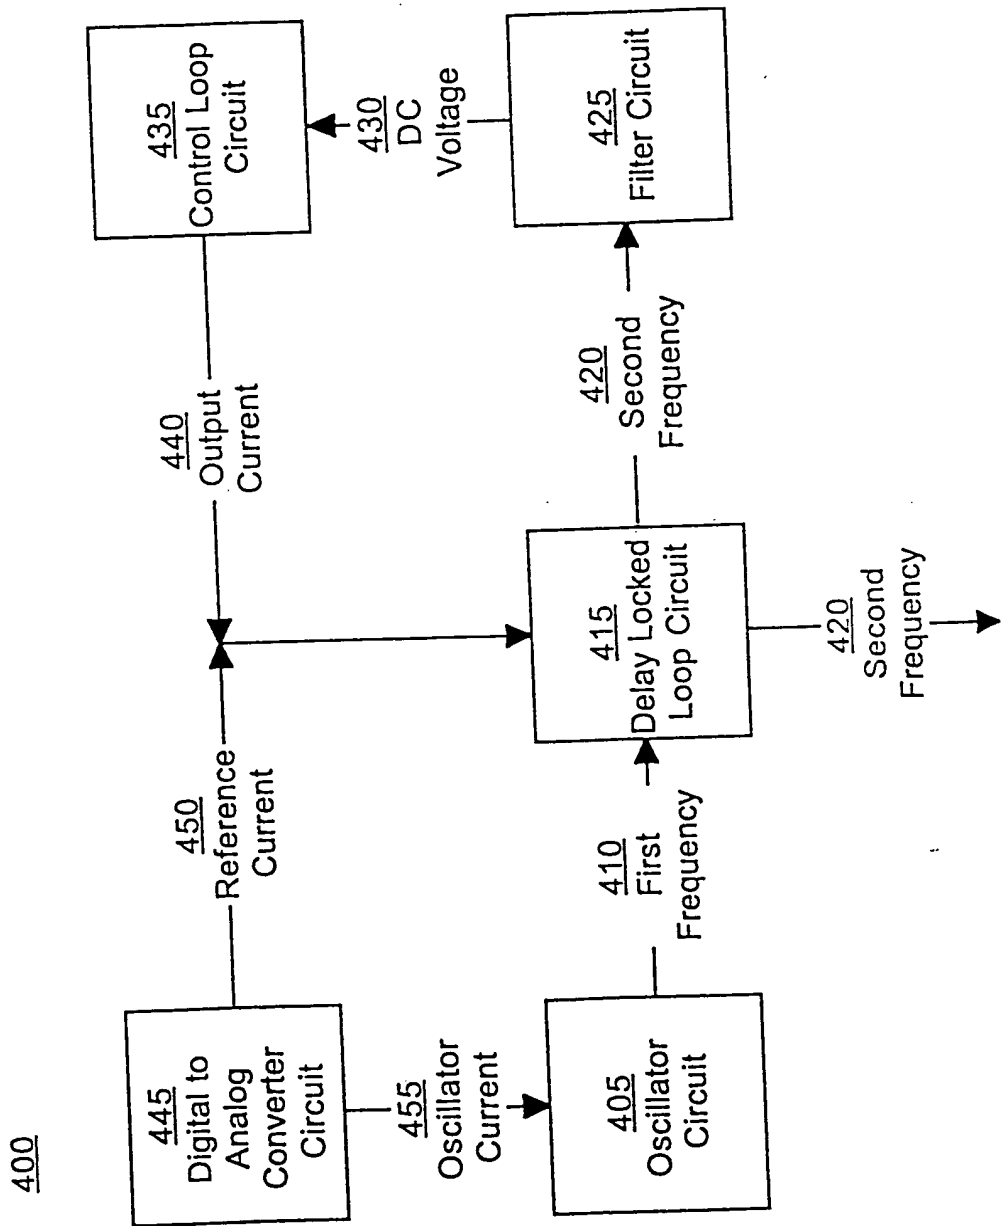 400
445
Digital to
Analog
Converter
Circuit
450
Reference
Current
440
Output
Current
435
Control Loop
Circuit
455
Oscillator
Current
430
DC
Voltage
405
Oscillator
Circuit
410
First
Frequency
415
Delay Locked
Loop Circuit
420
Second
Frequency
425
Filter Circuit
420
Second
Frequency